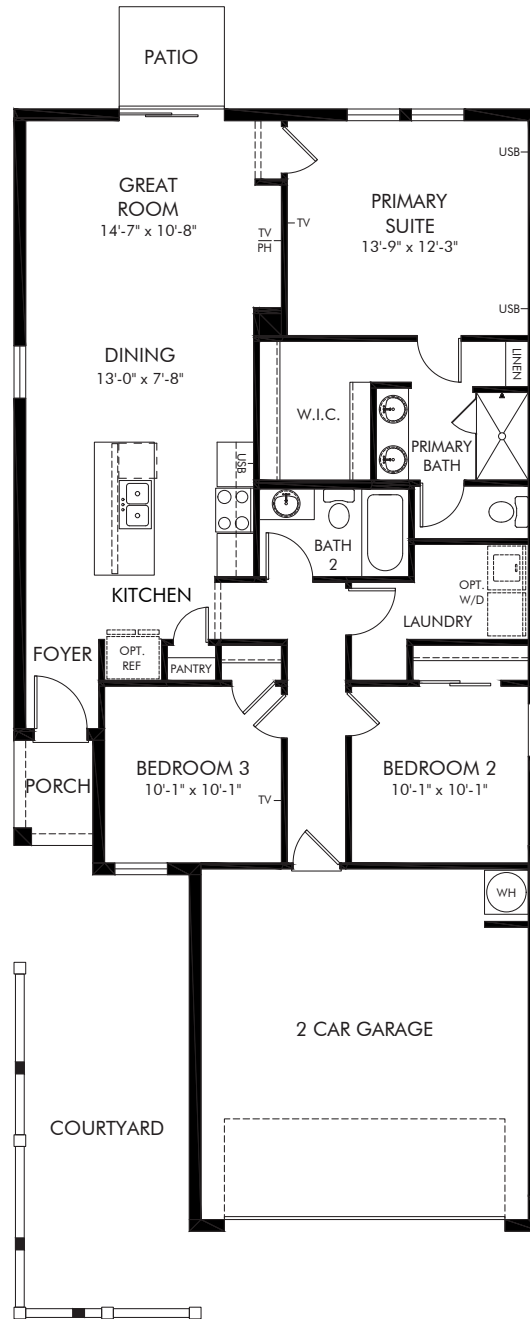 PATIO
GREAT
ROOM
14'-7" x 10'-8"
TV
PH
TV
PRIMARY
SUITE
13'-9" x 12'-3"
USB
USB
DINING
13'-0" x 7'-8"
W.I.C.
LINEN
PRIMARY
BATH
USB
BATH
2
KITCHEN
OPT.
W/D
LAUNDRY
FOYER
OPT.
REF
PANTRY
PORCH
BEDROOM 3
10'-1" x 10'-1"
TV
BEDROOM 2
10'-1" x 10'-1"
WH
2 CAR GARAGE
COURTYARD